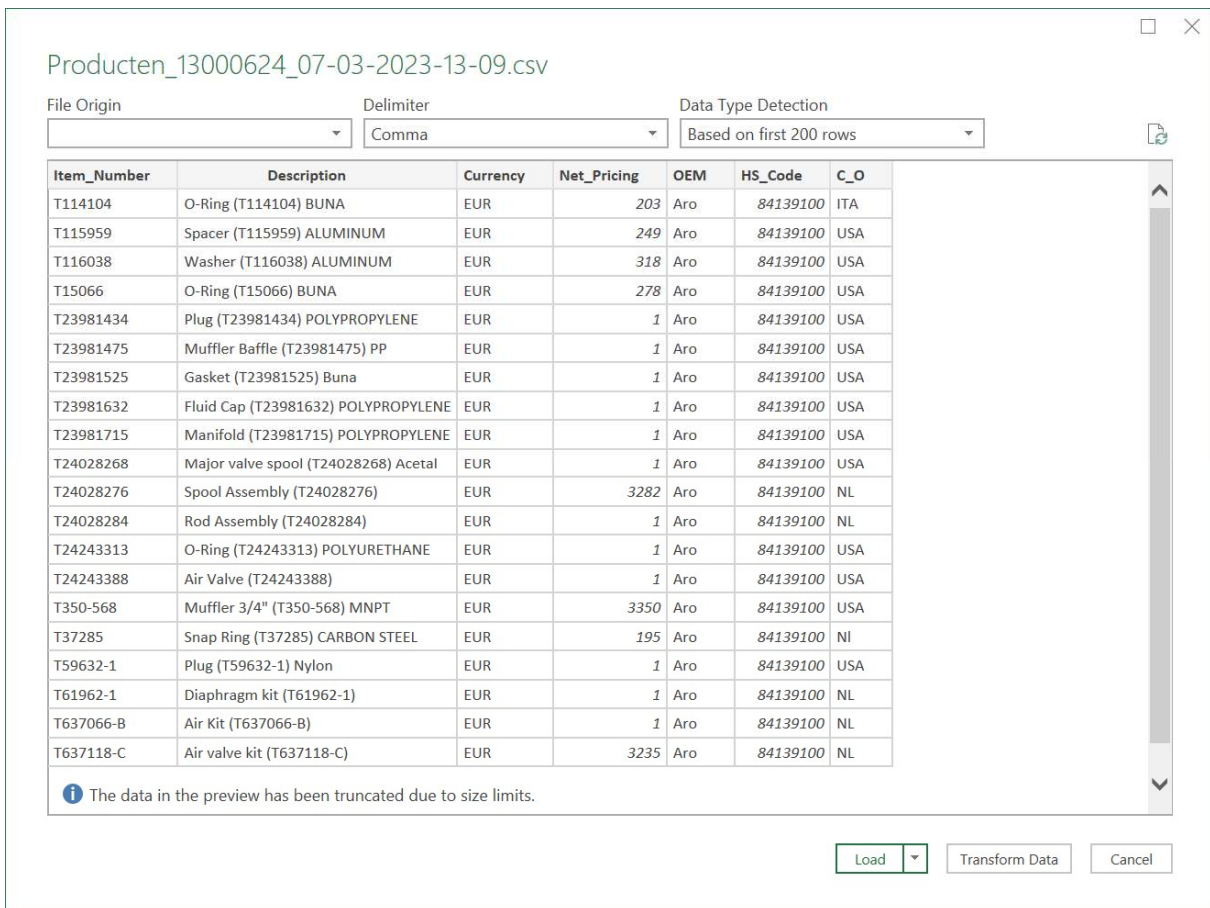 Producten_13000624_07-03-2023-13-09.csv
File Origin Delimiter Data Type Detection
Comma Based on first 200 rows
Item_Number Description Currency Net_Pricing OEM HS_Code C_O
T114104 O-Ring (T114104) BUNA EUR 203 Aro 84139100 ITA
T115959 Spacer (T115959) ALUMINUM EUR 249 Aro 84139100 USA
T116038 Washer (T116038) ALUMINUM EUR 318 Aro 84139100 USA
T15066 O-Ring (T15066) BUNA EUR 278 Aro 84139100 USA
T23981434 Plug (T23981434) POLYPROPYLENE EUR 1 Aro 84139100 USA
T23981475 Muffler Baffle (T23981475) PP EUR 1 Aro 84139100 USA
T23981525 Gasket (T23981525) Buna EUR 1 Aro 84139100 USA
T23981632 Fluid Cap (T23981632) POLYPROPYLENE EUR 1 Aro 84139100 USA
T23981715 Manifold (T23981715) POLYPROPYLENE EUR 1 Aro 84139100 USA
T24028268 Major valve spool (T24028268) Acetal EUR 1 Aro 84139100 USA
T24028276 Spool Assembly (T24028276) EUR 3282 Aro 84139100 NL
T24028284 Rod Assembly (T24028284) EUR 1 Aro 84139100 NL
T24243313 O-Ring (T24243313) POLYURETHANE EUR 1 Aro 84139100 USA
T24243388 Air Valve (T24243388) EUR 1 Aro 84139100 USA
T350-568 Muffler 3/4" (T350-568) MNPT EUR 3350 Aro 84139100 USA
T37285 Snap Ring (T37285) CARBON STEEL EUR 195 Aro 84139100 Nl
T59632-1 Plug (T59632-1) Nylon EUR 1 Aro 84139100 USA
T61962-1 Diaphragm kit (T61962-1) EUR 1 Aro 84139100 NL
T637066-B Air Kit (T637066-B) EUR 1 Aro 84139100 NL
T637118-C Air valve kit (T637118-C) EUR 3235 Aro 84139100 NL
The data in the preview has been truncated due to size limits.
Load Transform Data Cancel